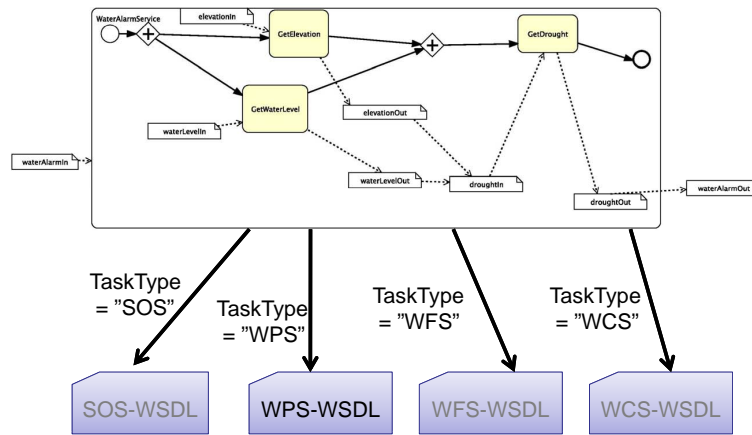 WaterAlarmService
elevationIn
GetElevation
GetDrought
GetWaterLevel
elevationOut
waterLevelIn
waterAlarmIn
waterLevelOut
droughtIn
waterAlarmOut
droughtOut
TaskType
= ”SOS”
TaskType
= ”WPS”
TaskType
= ”WFS”
TaskType
= ”WCS”
SOS-WSDL
WPS-WSDL
WFS-WSDL
WCS-WSDL